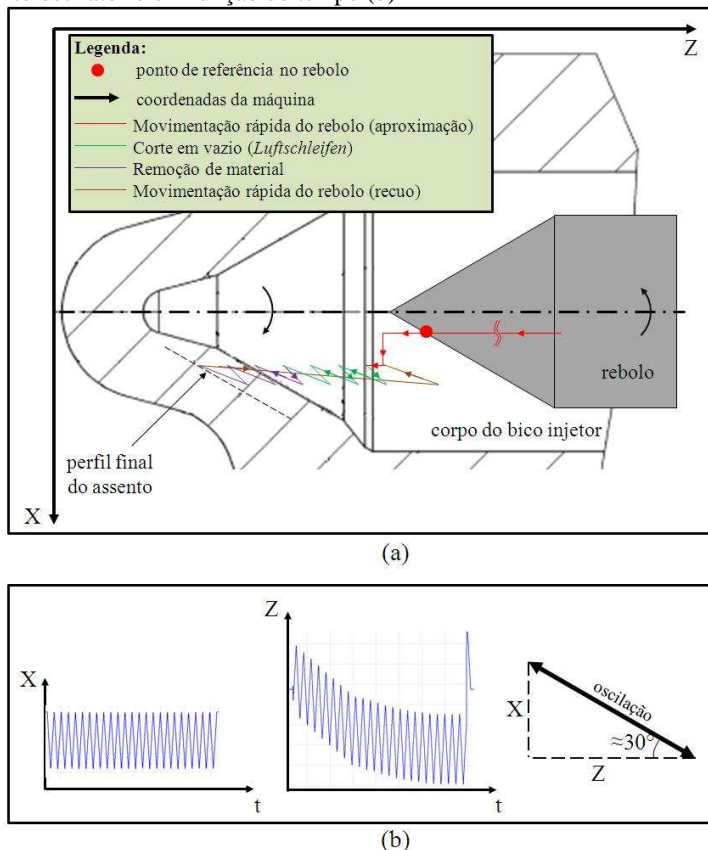 (a)
Z
Legenda:
ponto de referência no rebolo
coordenadas da máquina
Movimentação rápida do rebolo (aproximação)
Corte em vazio (Luftschleifen)
Remoção de material
Movimentação rápida do rebolo (recuo)
rebolo
corpo do bico injetor
perfil final
do assento
X
(a)
X
t
Z
t
oscilação
X
≈30°
Z
(b)